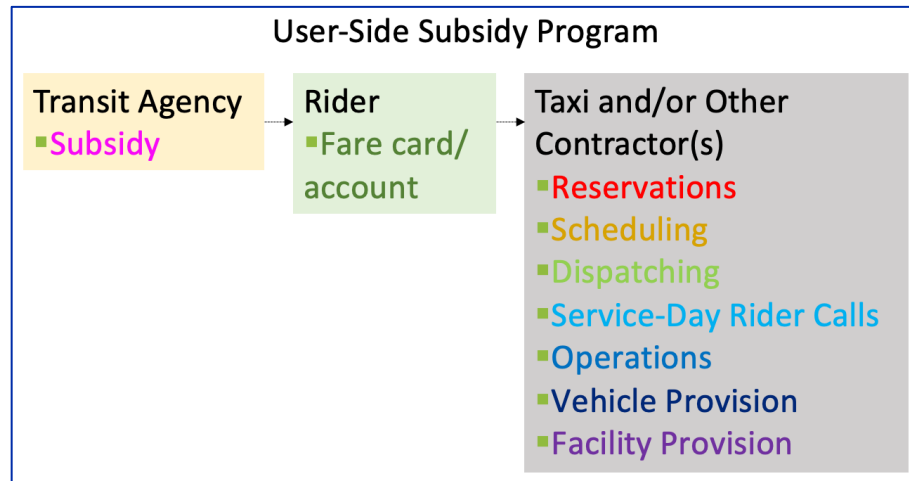 User-Side Subsidy Program
Transit Agency
▪Subsidy
Rider
▪Fare card/
account
Taxi and/or Other
Contractor(s)
▪Reservations
▪Scheduling
▪Dispatching
▪Service-Day Rider Calls
▪Operations
▪Vehicle Provision
▪Facility Provision